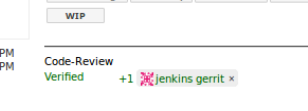 WIP
PM
PM
Code-Review
Verified +1 jenkins gerrit ×